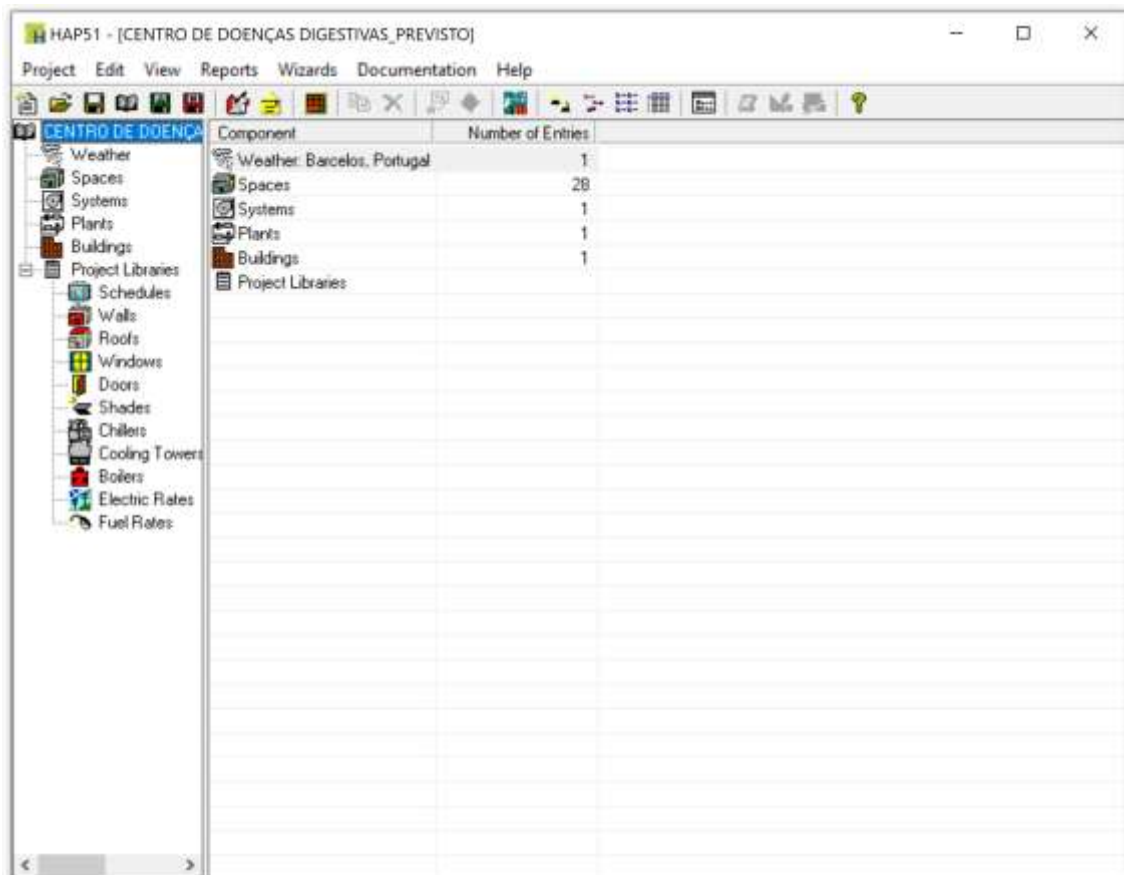 HAP51 - [CENTRO DE DOENÇAS DIGESTIVAS_PREVISTO]
Project Edit View Reports Wizards Documentation Help
CENTRO DE DOENÇA
Weather
Spaces
Systems
Plants
Buildings
Project Libraries
Schedules
Walls
Roofs
Windows
Doors
Shades
Chillers
Cooling Towers
Boilers
Electric Rates
Fuel Rates
Component Number of Entries
Weather: Barcelos, Portugal 1
Spaces 28
Systems 1
Plants 1
Buildings 1
Project Libraries